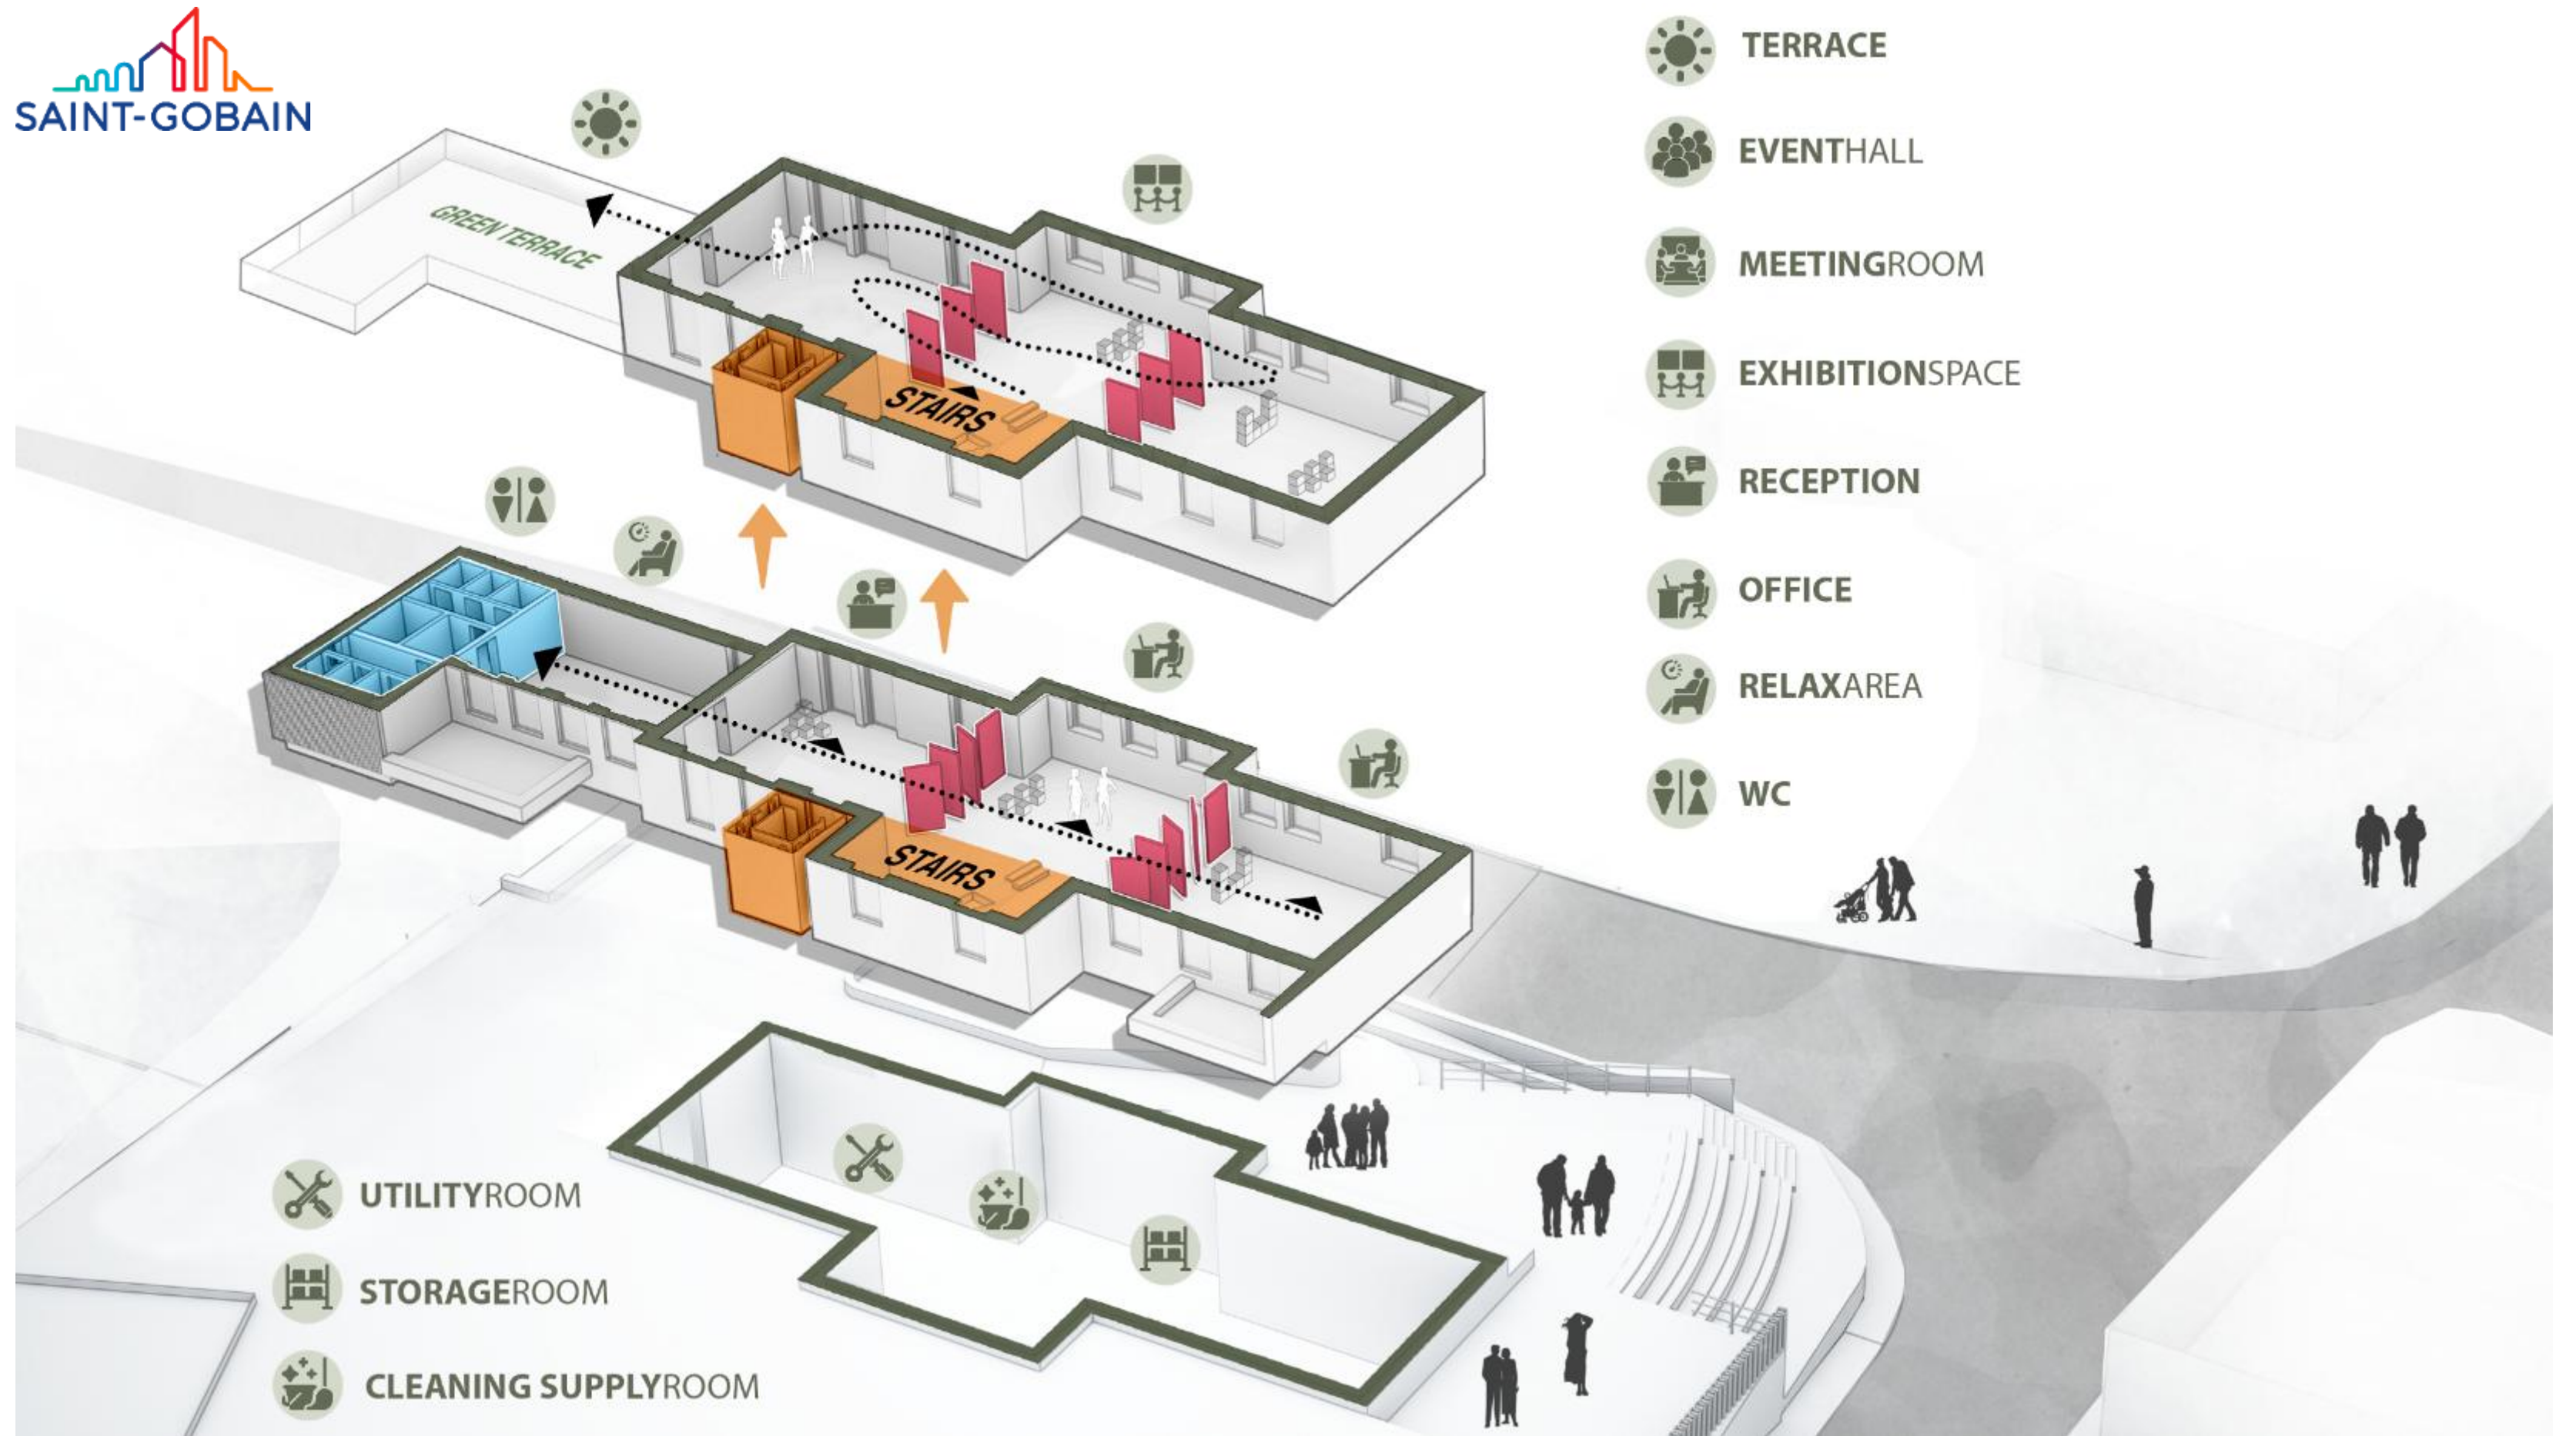 SAINT-GOBAIN
GREEN TERRACE
STAIRS
STAIRS
TERRACE
EVENTHALL
MEETINGROOM
EXHIBITIONSPACE
RECEPTION
OFFICE
RELAXAREA
WC
UTILITYROOM
STORAGEROOM
CLEANING SUPPLYROOM